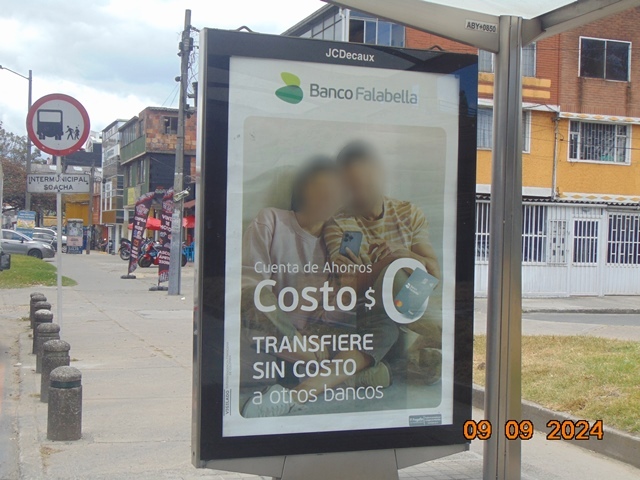 JCDecaux
ABY+0650
Banco Falabella
INTERMUNICIPAL
SOACHA
Cuenta de Ahorros
Costo $0
TRANSFIERE
SIN COSTO
a otros bancos
09 09 2024